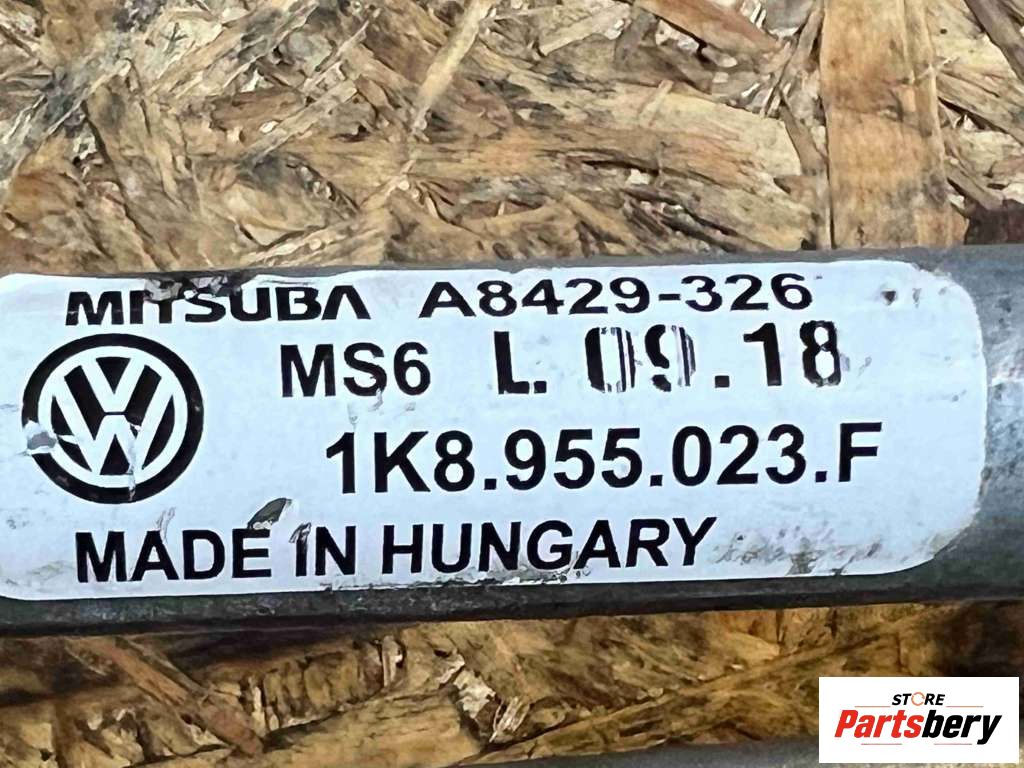 MITSUBA A8429-326
MS6 L. 09.18
1K8.955.023.F
MADE IN HUNGARY
STORE
Partsbery